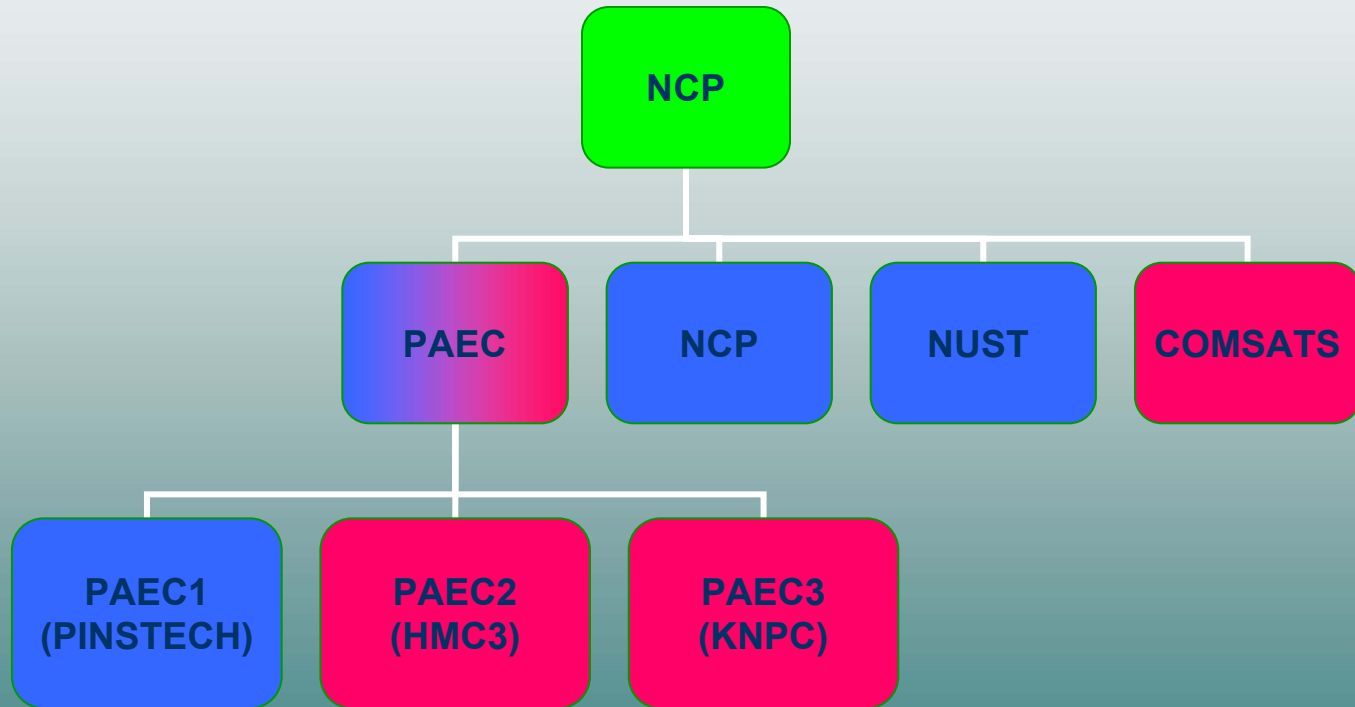 NCP
PAEC
NCP
NUST
COMSATS
PAEC1
(PINSTECH)
PAEC2
(HMC3)
PAEC3
(KNPC)